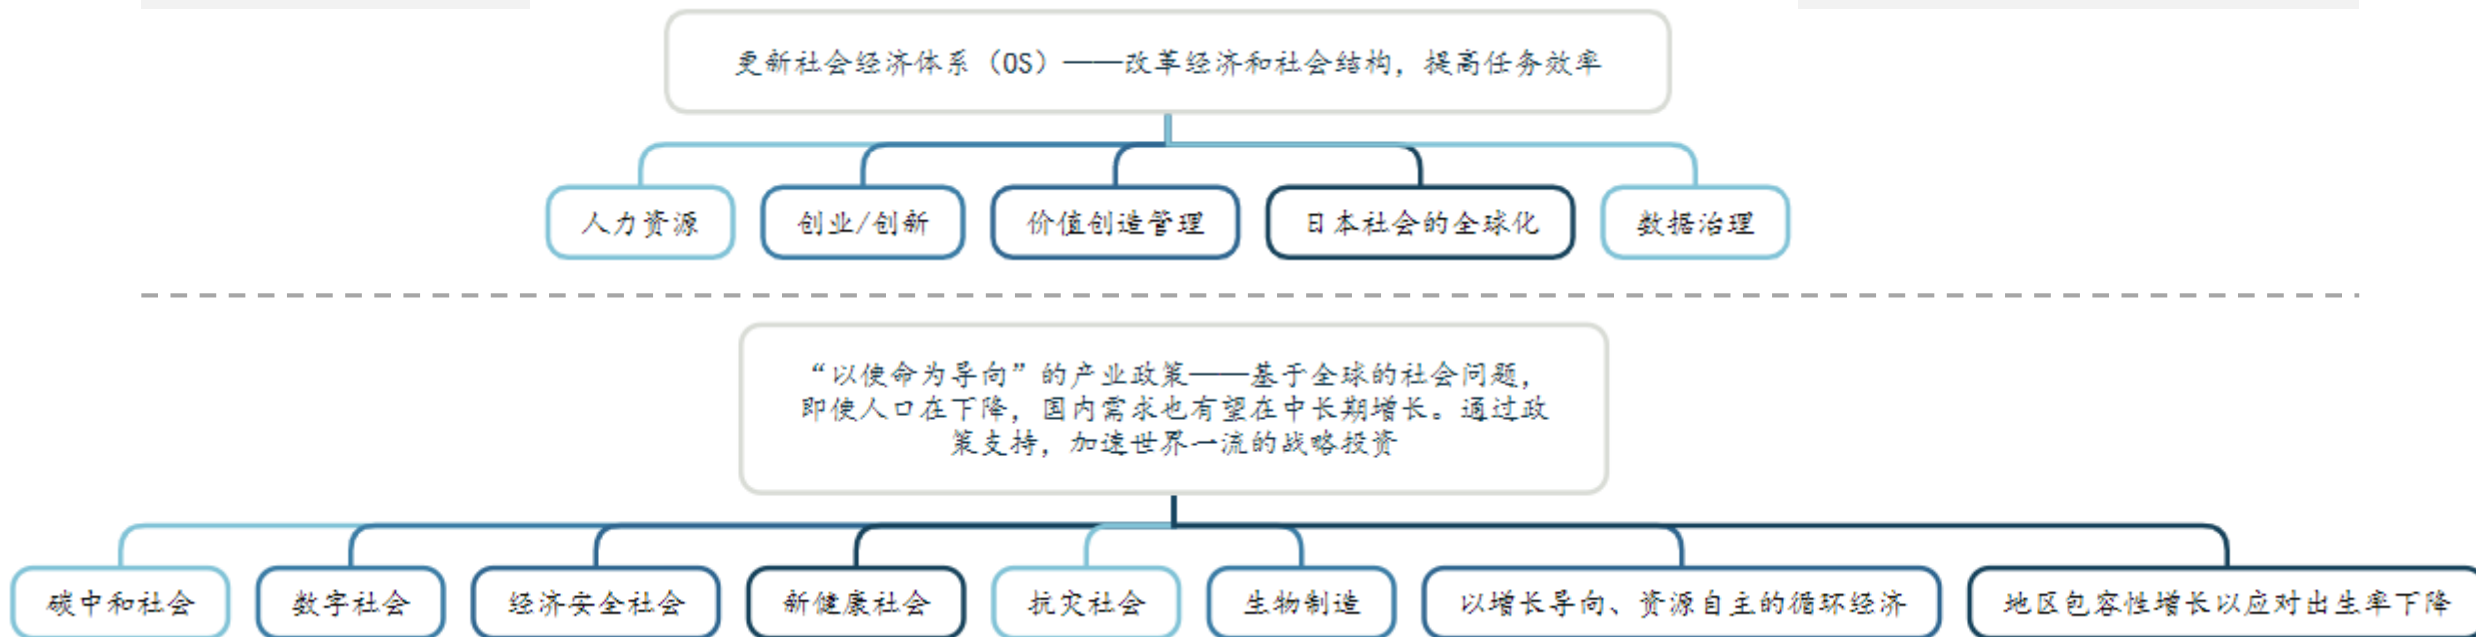 更新社会经济体系（OS）——改革经济和社会结构，提高任务效率
人力资源
创业/创新
价值创造管理
日本社会的全球化
数据治理
“以使命为导向”的产业政策——基于全球的社会问题，
即使人口在下降，国内需求也有望在中长期增长。通过政
策支持，加速世界一流的战略投资
碳中和社会
数字社会
经济安全社会
新健康社会
抗灾社会
生物制造
以增长导向、资源自主的循环经济
地区包容性增长以应对出生率下降